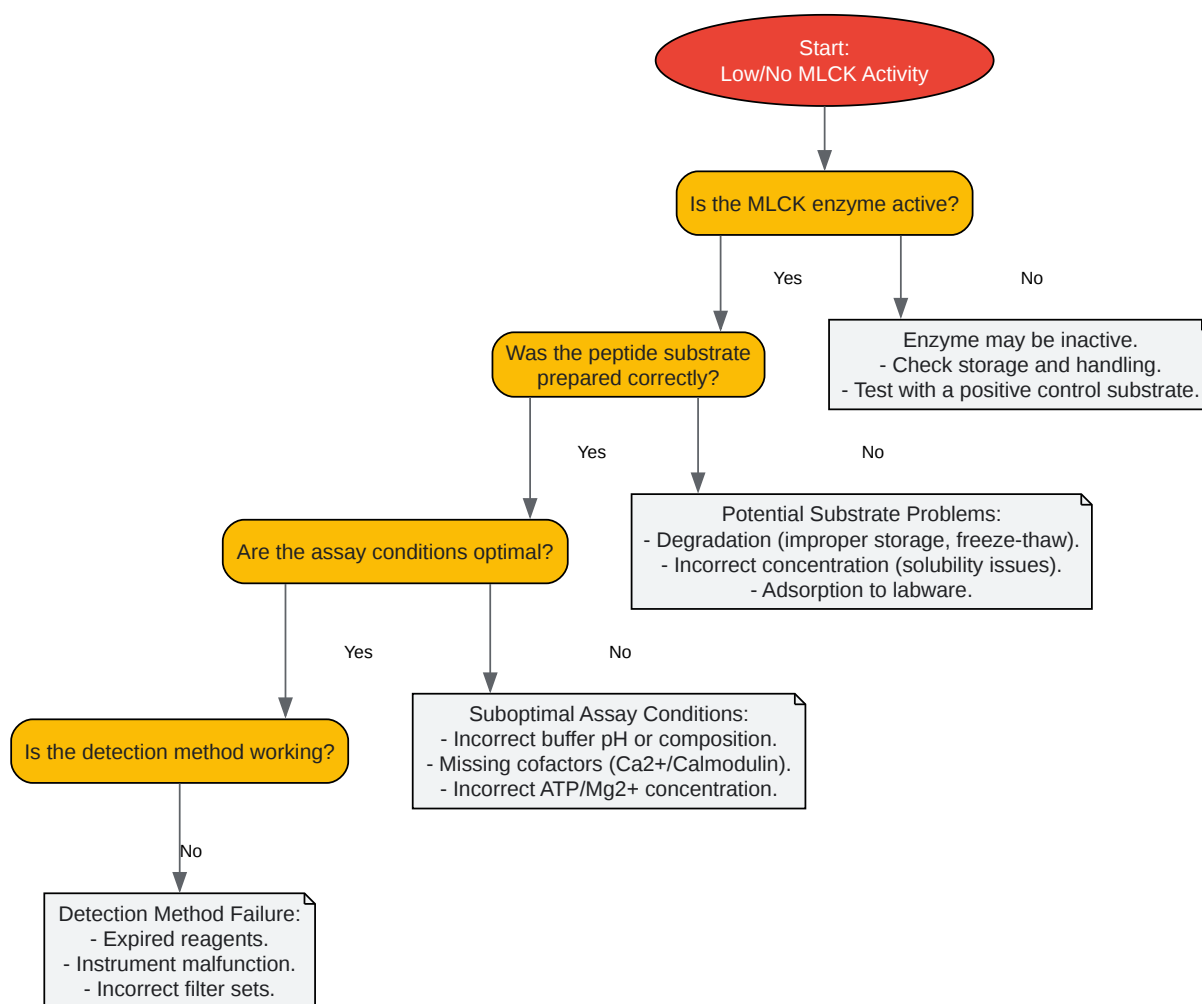 Start:
Low/No MLCK Activity
Is the MLCK enzyme active?
Yes
No
Enzyme may be inactive.
- Check storage and handling.
- Test with a positive control substrate.
Was the peptide substrate
prepared correctly?
Yes
No
Potential Substrate Problems:
- Degradation (improper storage, freeze-thaw).
- Incorrect concentration (solubility issues).
- Adsorption to labware.
Are the assay conditions optimal?
Yes
No
Suboptimal Assay Conditions:
- Incorrect buffer pH or composition.
- Missing cofactors (Ca2+/Calmodulin).
- Incorrect ATP/Mg2+ concentration.
Is the detection method working?
No
Detection Method Failure:
- Expired reagents.
- Instrument malfunction.
- Incorrect filter sets.